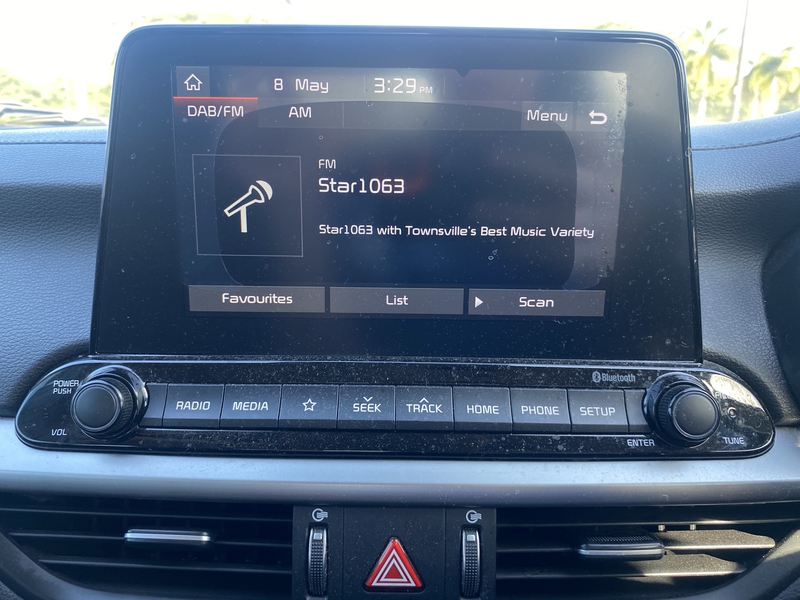 8 May 3:29 PM
DAB/FM AM Menu
FM
Star1063
Star1063 with Townsville's Best Music Variety
Favourites List Scan
Bluetooth
POWER
PUSH
RADIO MEDIA SEEK TRACK HOME PHONE SETUP
VOL ENTER TUNE